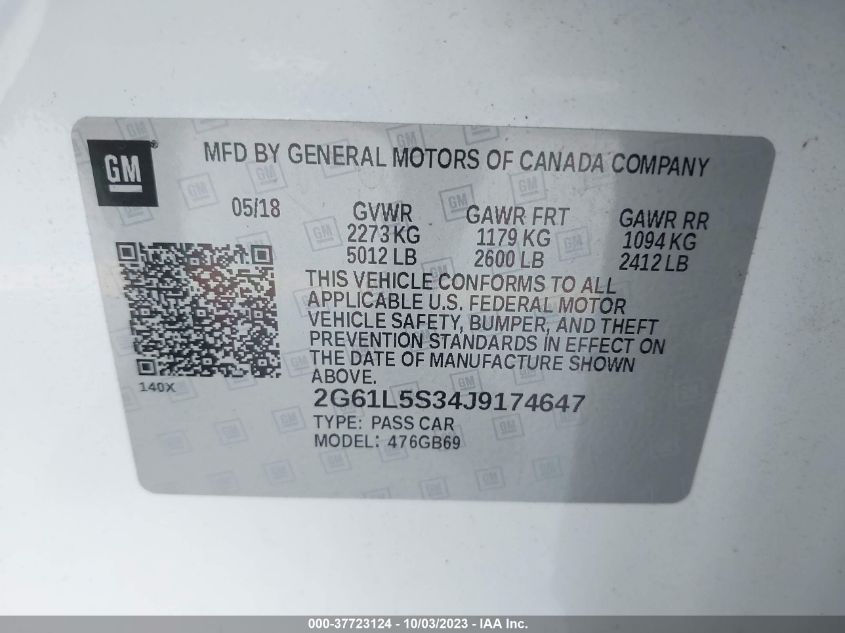 GM
MFD BY GENERAL MOTORS OF CANADA COMPANY
05/18 GVWR GAWR FRT GAWR RR
2273 KG 1179 KG 1094 KG
5012 LB 2600 LB 2412 LB
THIS VEHICLE CONFORMS TO ALL
APPLICABLE U.S. FEDERAL MOTOR
VEHICLE SAFETY, BUMPER, AND THEFT
PREVENTION STANDARDS IN EFFECT ON
THE DATE OF MANUFACTURE SHOWN
ABOVE.
140X
2G61L5S34J9174647
TYPE: PASS CAR
MODEL: 476GB69
000-37723124 - 10/03/2023 - IAA Inc.